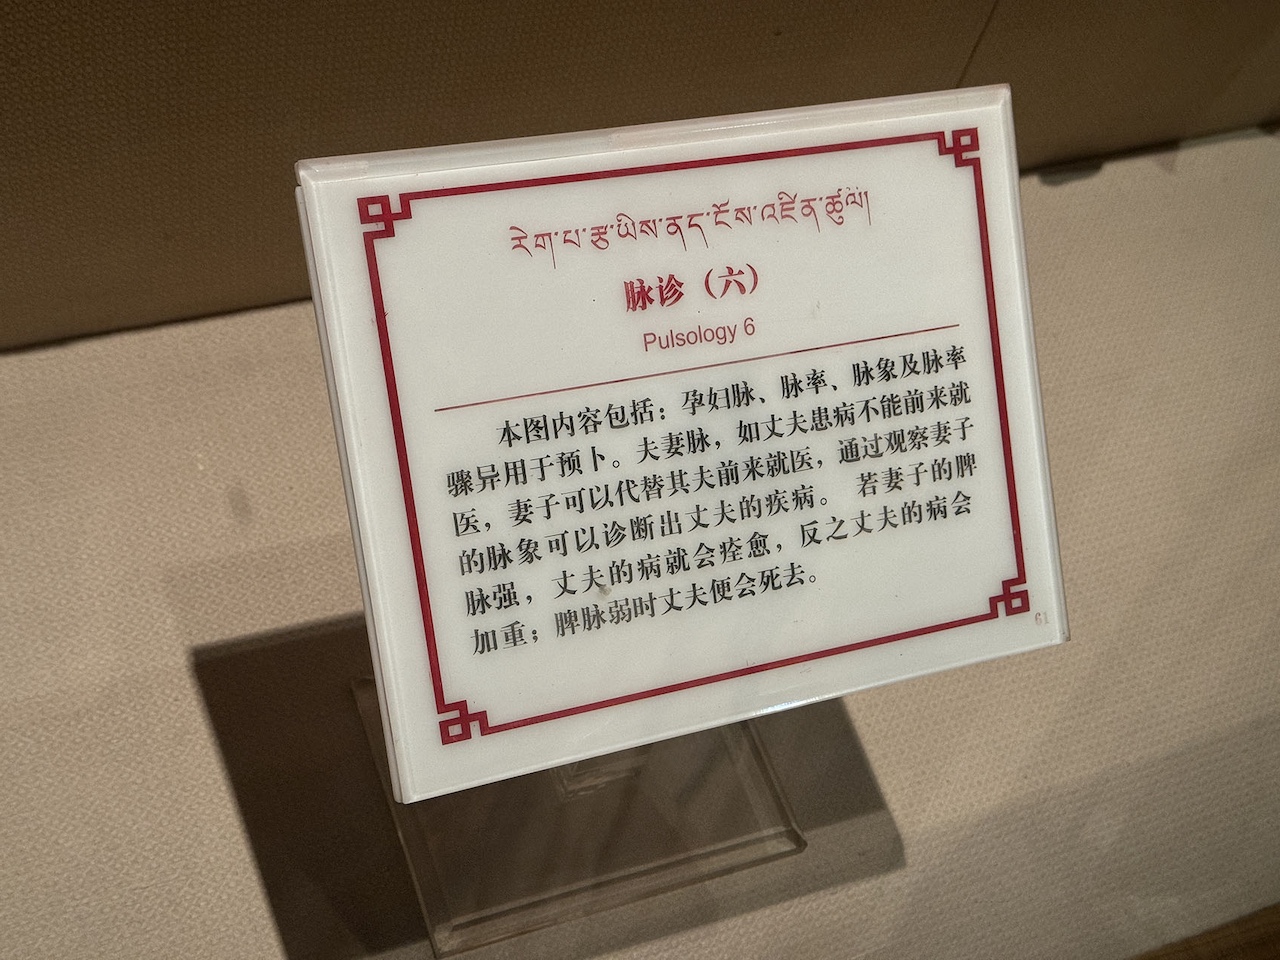 རེག་པ་རྩ་ཡིས་ནད་ངོས་འཛིན་ཚུལ།
脉诊（六）
Pulsology 6
本图内容包括：孕妇脉、脉率、脉象及脉率
骤异用于预卜。夫妻脉，如丈夫患病不能前来就
医，妻子可以代替其夫前来就医，通过观察妻子
的脉象可以诊断出丈夫的疾病。 若妻子的脾
脉强，丈夫的病就会痊愈，反之丈夫的病会
加重；脾脉弱时丈夫便会死去。
61